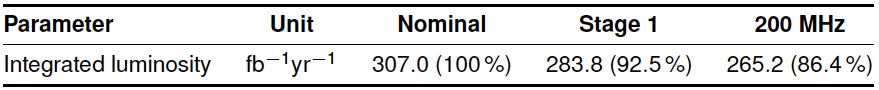 Parameter Unit Nominal Stage 1 200 MHz
Integrated luminosity fb⁻¹yr⁻¹ 307.0 (100 %) 283.8 (92.5 %) 265.2 (86.4 %)